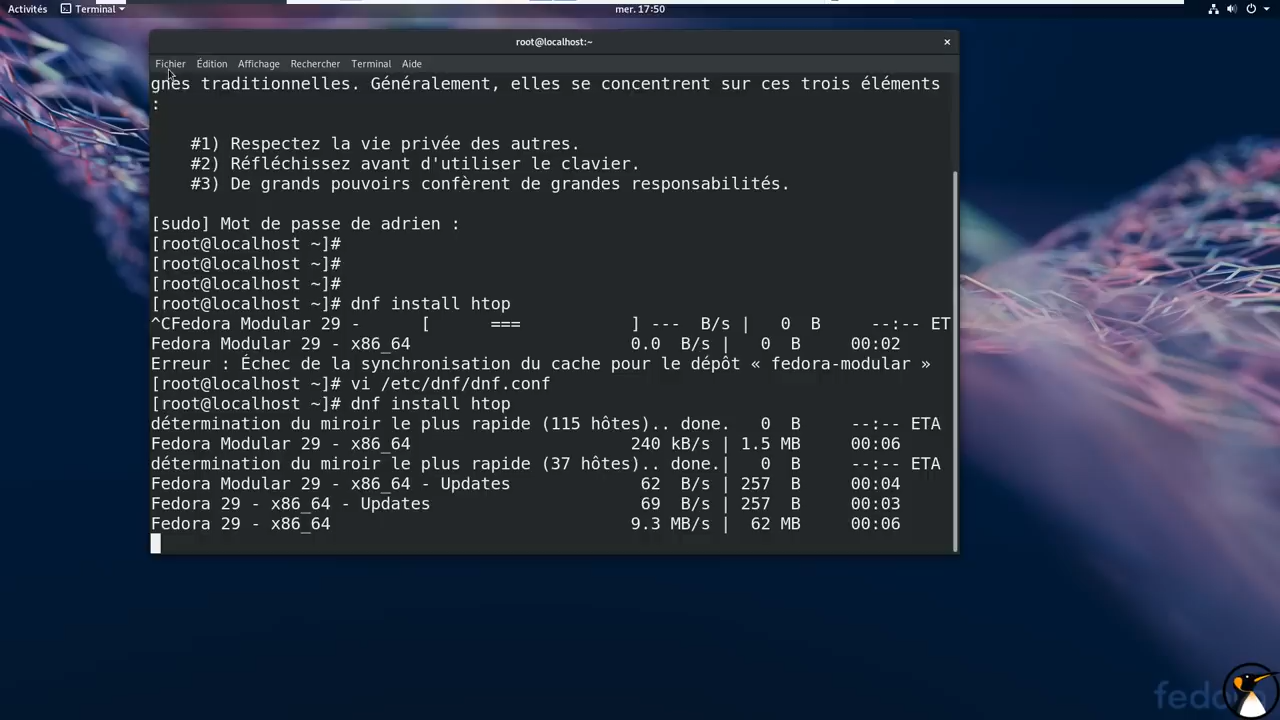 Activités Terminal mer. 17:50
root@localhost:~
Fichier Édition Affichage Rechercher Terminal Aide
gnes traditionnelles. Généralement, elles se concentrent sur ces trois éléments
:
#1) Respectez la vie privée des autres.
#2) Réfléchissez avant d'utiliser le clavier.
#3) De grands pouvoirs confèrent de grandes responsabilités.
[sudo] Mot de passe de adrien :
[root@localhost ~]#
[root@localhost ~]#
[root@localhost ~]#
[root@localhost ~]# dnf install htop
^CFedora Modular 29 - [ === ] --- B/s | 0 B --:-- ET
Fedora Modular 29 - x86_64 0.0 B/s | 0 B 00:02
Erreur : Échec de la synchronisation du cache pour le dépôt « fedora-modular »
[root@localhost ~]# vi /etc/dnf/dnf.conf
[root@localhost ~]# dnf install htop
détermination du miroir le plus rapide (115 hôtes).. done. 0 B --:-- ETA
Fedora Modular 29 - x86_64 240 kB/s | 1.5 MB 00:06
détermination du miroir le plus rapide (37 hôtes).. done.| 0 B --:-- ETA
Fedora Modular 29 - x86_64 - Updates 62 B/s | 257 B 00:04
Fedora 29 - x86_64 - Updates 69 B/s | 257 B 00:03
Fedora 29 - x86_64 9.3 MB/s | 62 MB 00:06